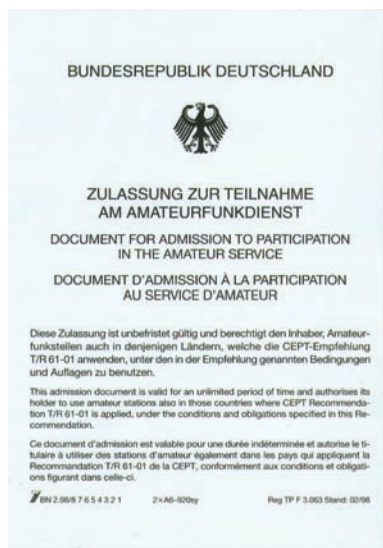 BUNDESREPUBLIK DEUTSCHLAND
ZULASSUNG ZUR TEILNAHME
AM AMATEURFUNKDIENST
DOCUMENT FOR ADMISSION TO PARTICIPATION
IN THE AMATEUR SERVICE
DOCUMENT D'ADMISSION À LA PARTICIPATION
AU SERVICE D'AMATEUR
Diese Zulassung ist unbefristet gültig und berechtigt den Inhaber, Amateur-
funkstellen auch in denjenigen Ländern, welche die CEPT-Empfehlung
T/R 61-01 anwenden, unter den in der Empfehlung genannten Bedingungen
und Auflagen zu benutzen.
This admission document is valid for an unlimited period of time and authorises its
holder to use amateur stations also in those countries where CEPT Recommenda-
tion T/R 61-01 is applied, under the conditions and obligations specified in this Re-
commendation.
Ce document d'admission est valable pour une durée indéterminée et autorise le ti-
tulaire à utiliser des stations d'amateur également dans les pays qui appliquent la
Recommandation T/R 61-01 de la CEPT, conformément aux conditions et obligati-
ons figurant dans celle-ci.
BN 2.98/8 7 6 5 4 3 2 1 2×A6-920sy Reg TP F 3.063 Stand: 02/98